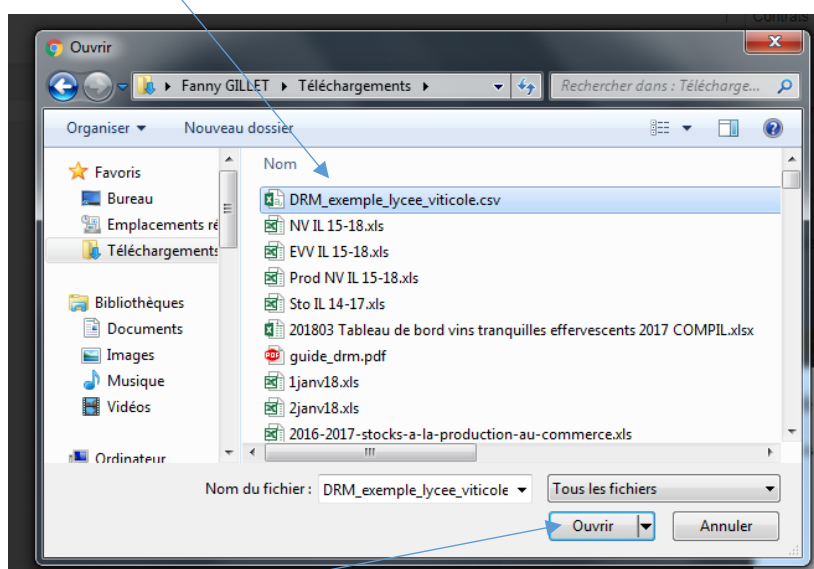 Contrats
Ouvrir
Fanny GILLET Téléchargements
Rechercher dans : Télécharge...
Organiser Nouveau dossier
Favoris
Bureau
Emplacements ré
Téléchargements
Bibliothèques
Documents
Images
Musique
Vidéos
Ordinateur
Nom
DRM_exemple_lycee_viticole.csv
NV IL 15-18.xls
EVV IL 15-18.xls
Prod NV IL 15-18.xls
Sto IL 14-17.xls
201803 Tableau de bord vins tranquilles effervescents 2017 COMPIL.xlsx
guide_drm.pdf
1janv18.xls
2janv18.xls
2016-2017-stocks-a-la-production-au-commerce.xls
Nom du fichier : DRM_exemple_lycee_viticole Tous les fichiers
Ouvrir Annuler